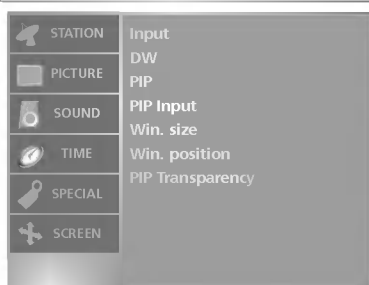 STATION
PICTURE
SOUND
TIME
SPECIAL
SCREEN
Input
DW
PIP
PIP Input
Win. size
Win. position
PIP Transparency